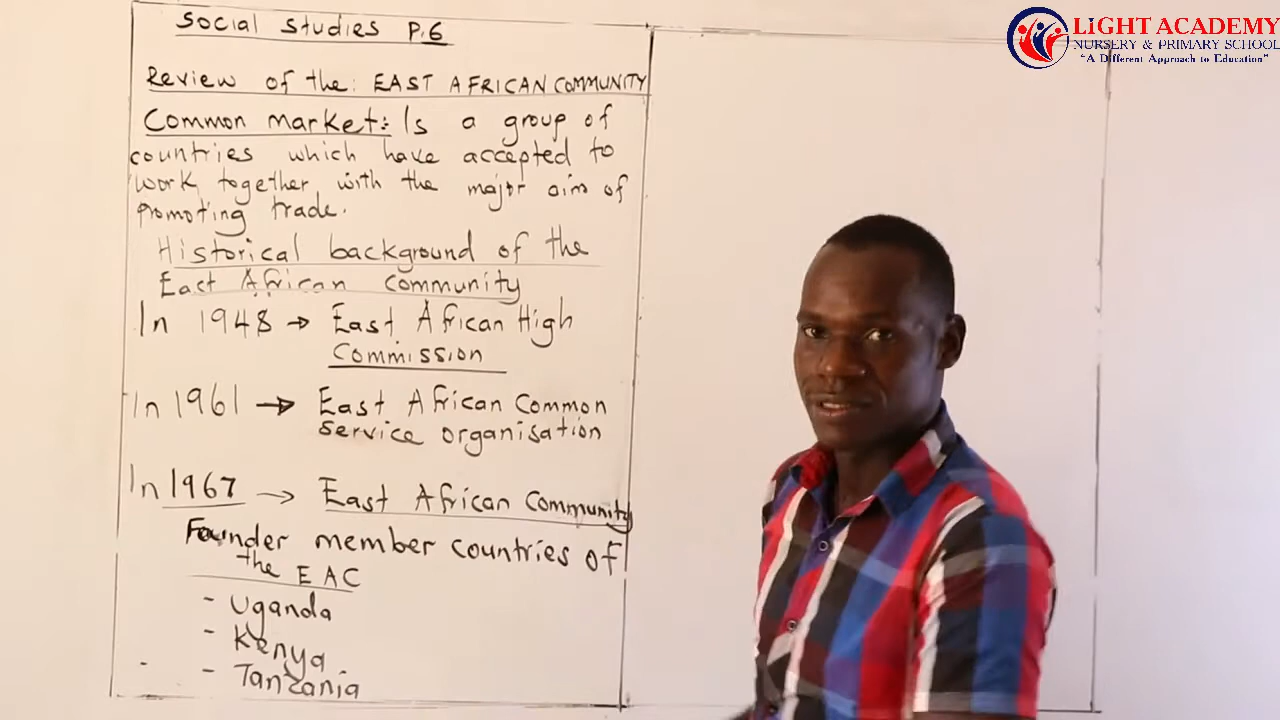 Social Studies P.6
Review of the: EAST AFRICAN COMMUNITY
Common market: Is a group of
countries which have accepted to
work together with the major aim of
promoting trade.
Historical background of the
East African community
In 1948 → East African High
Commission
In 1961 → East African Common
Service organisation
In 1967 → East African Community
Founder member countries of
the EAC
- Uganda
- Kenya
- Tanzania
LIGHT ACADEMY
NURSERY & PRIMARY SCHOOL
"A Different Approach to Education"